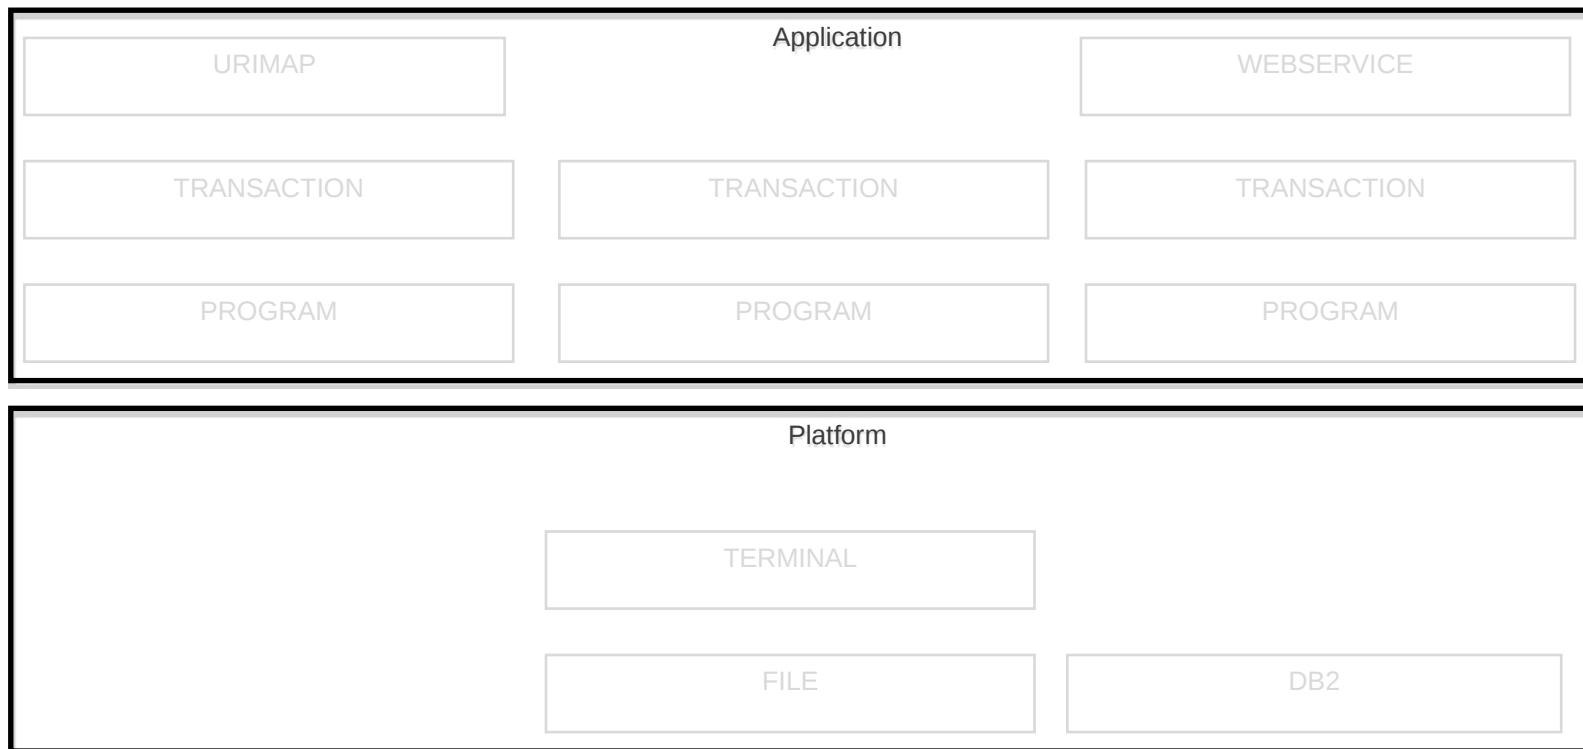 Application
URIMAP
WEBSERVICE
TRANSACTION
TRANSACTION
TRANSACTION
PROGRAM
PROGRAM
PROGRAM
Platform
TERMINAL
FILE
DB2